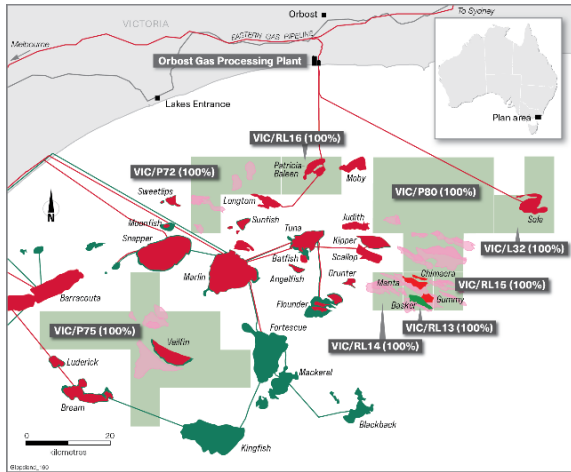 VICTORIA
Orbost
EASTERN GAS PIPELINE
To Sydney
Melbourne
Orbost Gas Processing Plant
Lakes Entrance
Plan area
VIC/RL16 (100%)
VIC/P72 (100%)
Patricia
Baleen
Moby
VIC/P80 (100%)
Sweetlips
Longtom
Sole
Moonfish
Sunfish
Judith
VIC/L32 (100%)
Snapper
Tuna
Kipper
Marlin
Batfish
Scallop
Angelfish
Grunter
Chimaera
Manta
VIC/RL15 (100%)
Barracouta
Flounder
Basker
Gummy
VIC/P75 (100%)
Fortescue
VIC/RL13 (100%)
VIC/RL14 (100%)
Veilfin
Luderick
Mackerel
Bream
Blackback
Kingfish
N
0
20
kilometres